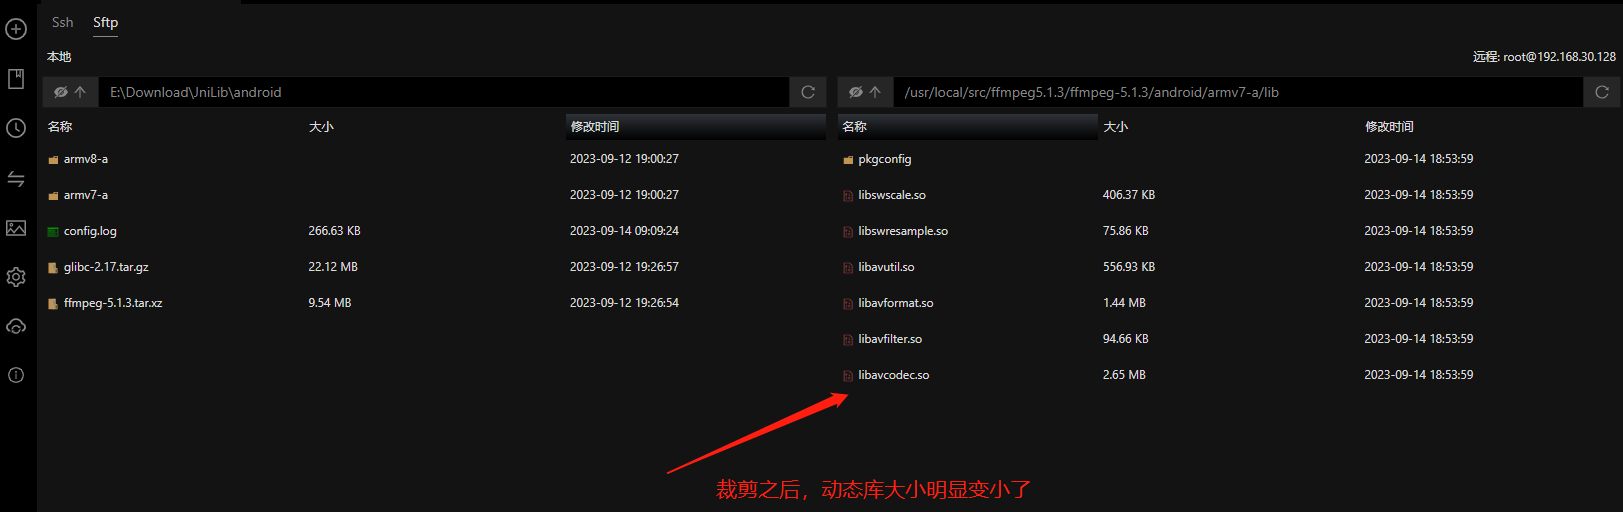 Ssh Sftp
本地 远程: root@192.168.30.128
E:\Download\JniLib\android /usr/local/src/ffmpeg5.1.3/ffmpeg-5.1.3/android/armv7-a/lib
名称 大小 修改时间 名称 大小 修改时间
armv8-a 2023-09-12 19:00:27 pkgconfig 2023-09-14 18:53:59
armv7-a 2023-09-12 19:00:27 libswscale.so 406.37 KB 2023-09-14 18:53:59
config.log 266.63 KB 2023-09-14 09:09:24 libswresample.so 75.86 KB 2023-09-14 18:53:59
glibc-2.17.tar.gz 22.12 MB 2023-09-12 19:26:57 libavutil.so 556.93 KB 2023-09-14 18:53:59
ffmpeg-5.1.3.tar.xz 9.54 MB 2023-09-12 19:26:54 libavformat.so 1.44 MB 2023-09-14 18:53:59
libavfilter.so 94.66 KB 2023-09-14 18:53:59
libavcodec.so 2.65 MB 2023-09-14 18:53:59
裁剪之后，动态库大小明显变小了